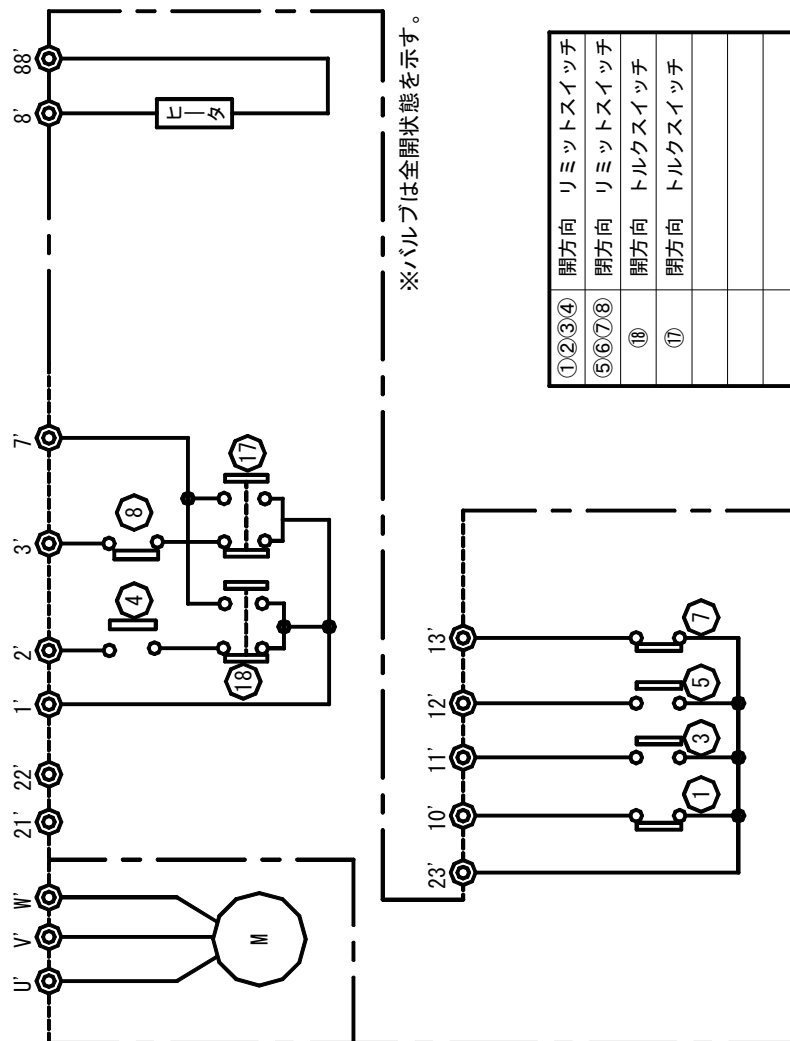 U'
V'
W'
21'
22'
1'
2'
3'
7'
8'
88'
M
④
⑧
⑱
⑰
ヒータ
※バルブは全開状態を示す。
23'
10'
11'
12'
13'
①
③
⑤
⑦
①②③④ 開方向 リミットスイッチ
⑤⑥⑦⑧ 閉方向 リミットスイッチ
⑱ 開方向 トルクスイッチ
⑰ 閉方向 トルクスイッチ